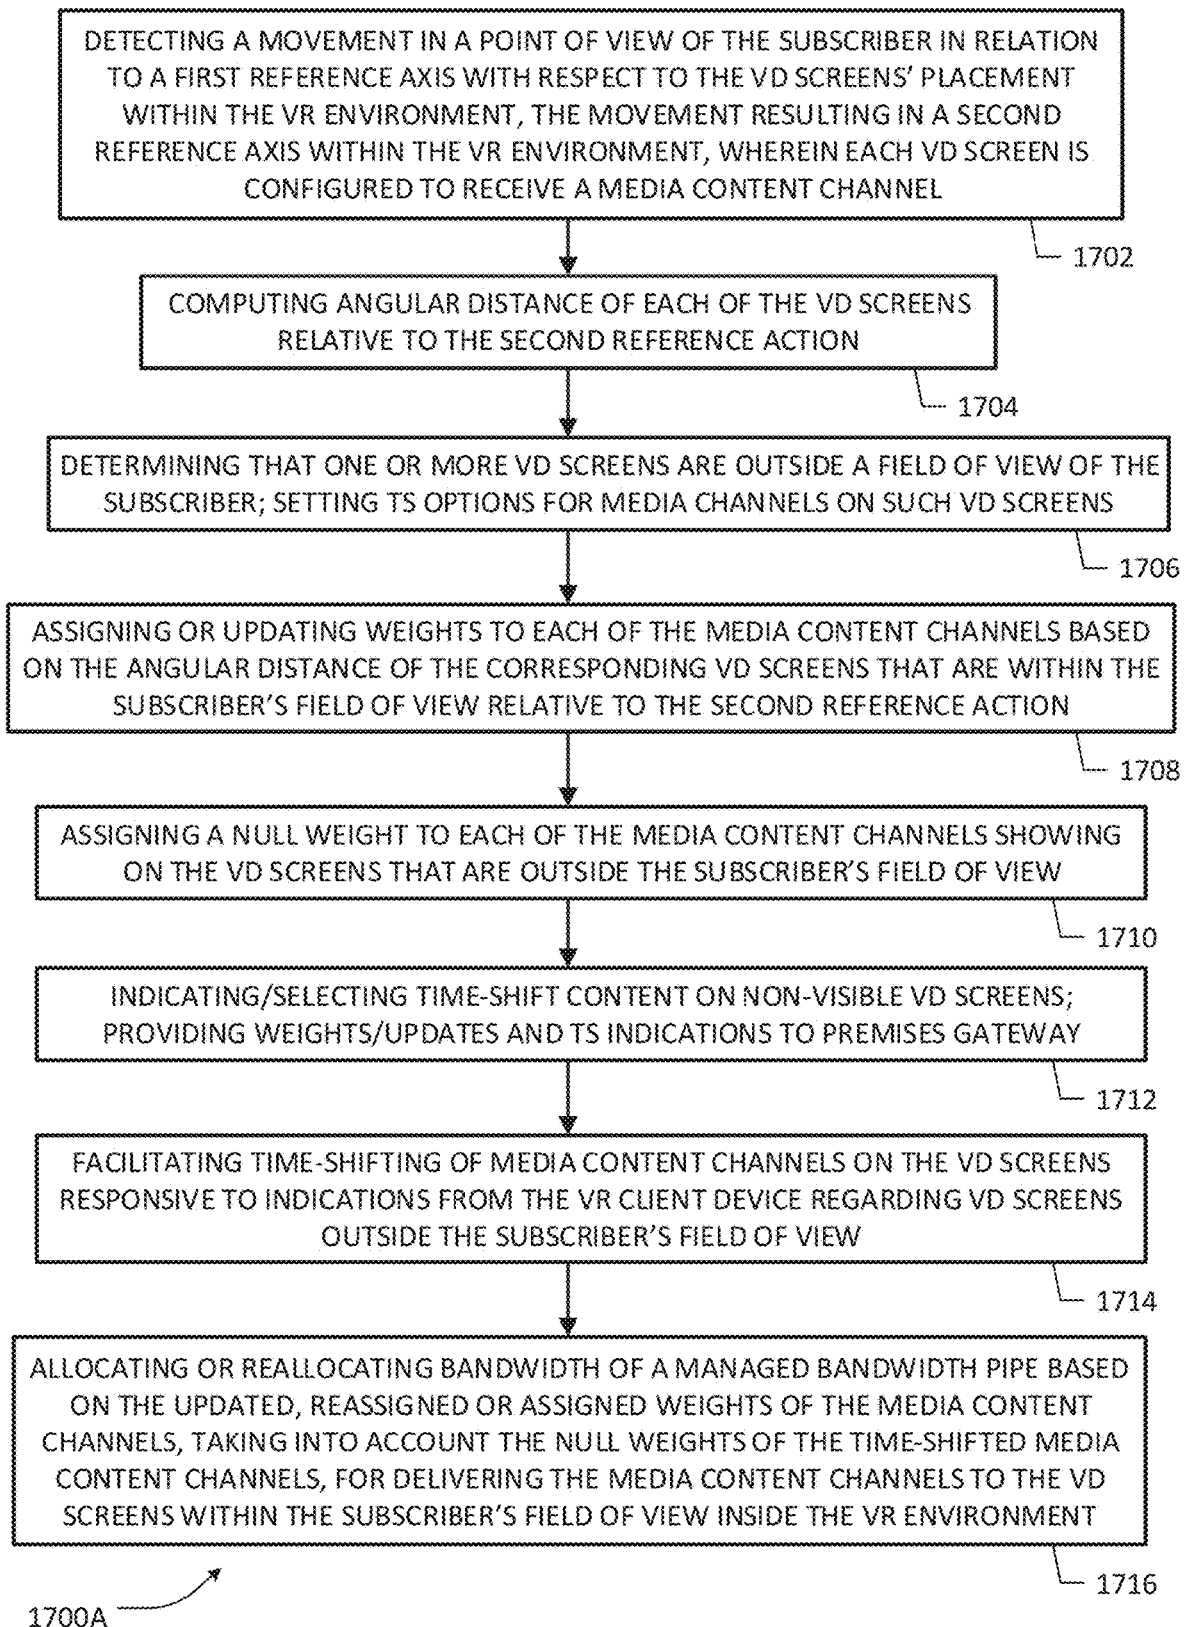 DETECTING A MOVEMENT IN A POINT OF VIEW OF THE SUBSCRIBER IN RELATION
TO A FIRST REFERENCE AXIS WITH RESPECT TO THE VD SCREENS' PLACEMENT
WITHIN THE VR ENVIRONMENT, THE MOVEMENT RESULTING IN A SECOND
REFERENCE AXIS WITHIN THE VR ENVIRONMENT, WHEREIN EACH VD SCREEN IS
CONFIGURED TO RECEIVE A MEDIA CONTENT CHANNEL
1702
COMPUTING ANGULAR DISTANCE OF EACH OF THE VD SCREENS
RELATIVE TO THE SECOND REFERENCE ACTION
1704
DETERMINING THAT ONE OR MORE VD SCREENS ARE OUTSIDE A FIELD OF VIEW OF THE
SUBSCRIBER; SETTING TS OPTIONS FOR MEDIA CHANNELS ON SUCH VD SCREENS
1706
ASSIGNING OR UPDATING WEIGHTS TO EACH OF THE MEDIA CONTENT CHANNELS BASED
ON THE ANGULAR DISTANCE OF THE CORRESPONDING VD SCREENS THAT ARE WITHIN THE
SUBSCRIBER'S FIELD OF VIEW RELATIVE TO THE SECOND REFERENCE ACTION
1708
ASSIGNING A NULL WEIGHT TO EACH OF THE MEDIA CONTENT CHANNELS SHOWING
ON THE VD SCREENS THAT ARE OUTSIDE THE SUBSCRIBER'S FIELD OF VIEW
1710
INDICATING/SELECTING TIME-SHIFT CONTENT ON NON-VISIBLE VD SCREENS;
PROVIDING WEIGHTS/UPDATES AND TS INDICATIONS TO PREMISES GATEWAY
1712
FACILITATING TIME-SHIFTING OF MEDIA CONTENT CHANNELS ON THE VD SCREENS
RESPONSIVE TO INDICATIONS FROM THE VR CLIENT DEVICE REGARDING VD SCREENS
OUTSIDE THE SUBSCRIBER'S FIELD OF VIEW
1714
ALLOCATING OR REALLOCATING BANDWIDTH OF A MANAGED BANDWIDTH PIPE BASED
ON THE UPDATED, REASSIGNED OR ASSIGNED WEIGHTS OF THE MEDIA CONTENT
CHANNELS, TAKING INTO ACCOUNT THE NULL WEIGHTS OF THE TIME-SHIFTED MEDIA
CONTENT CHANNELS, FOR DELIVERING THE MEDIA CONTENT CHANNELS TO THE VD
SCREENS WITHIN THE SUBSCRIBER'S FIELD OF VIEW INSIDE THE VR ENVIRONMENT
1716
1700A